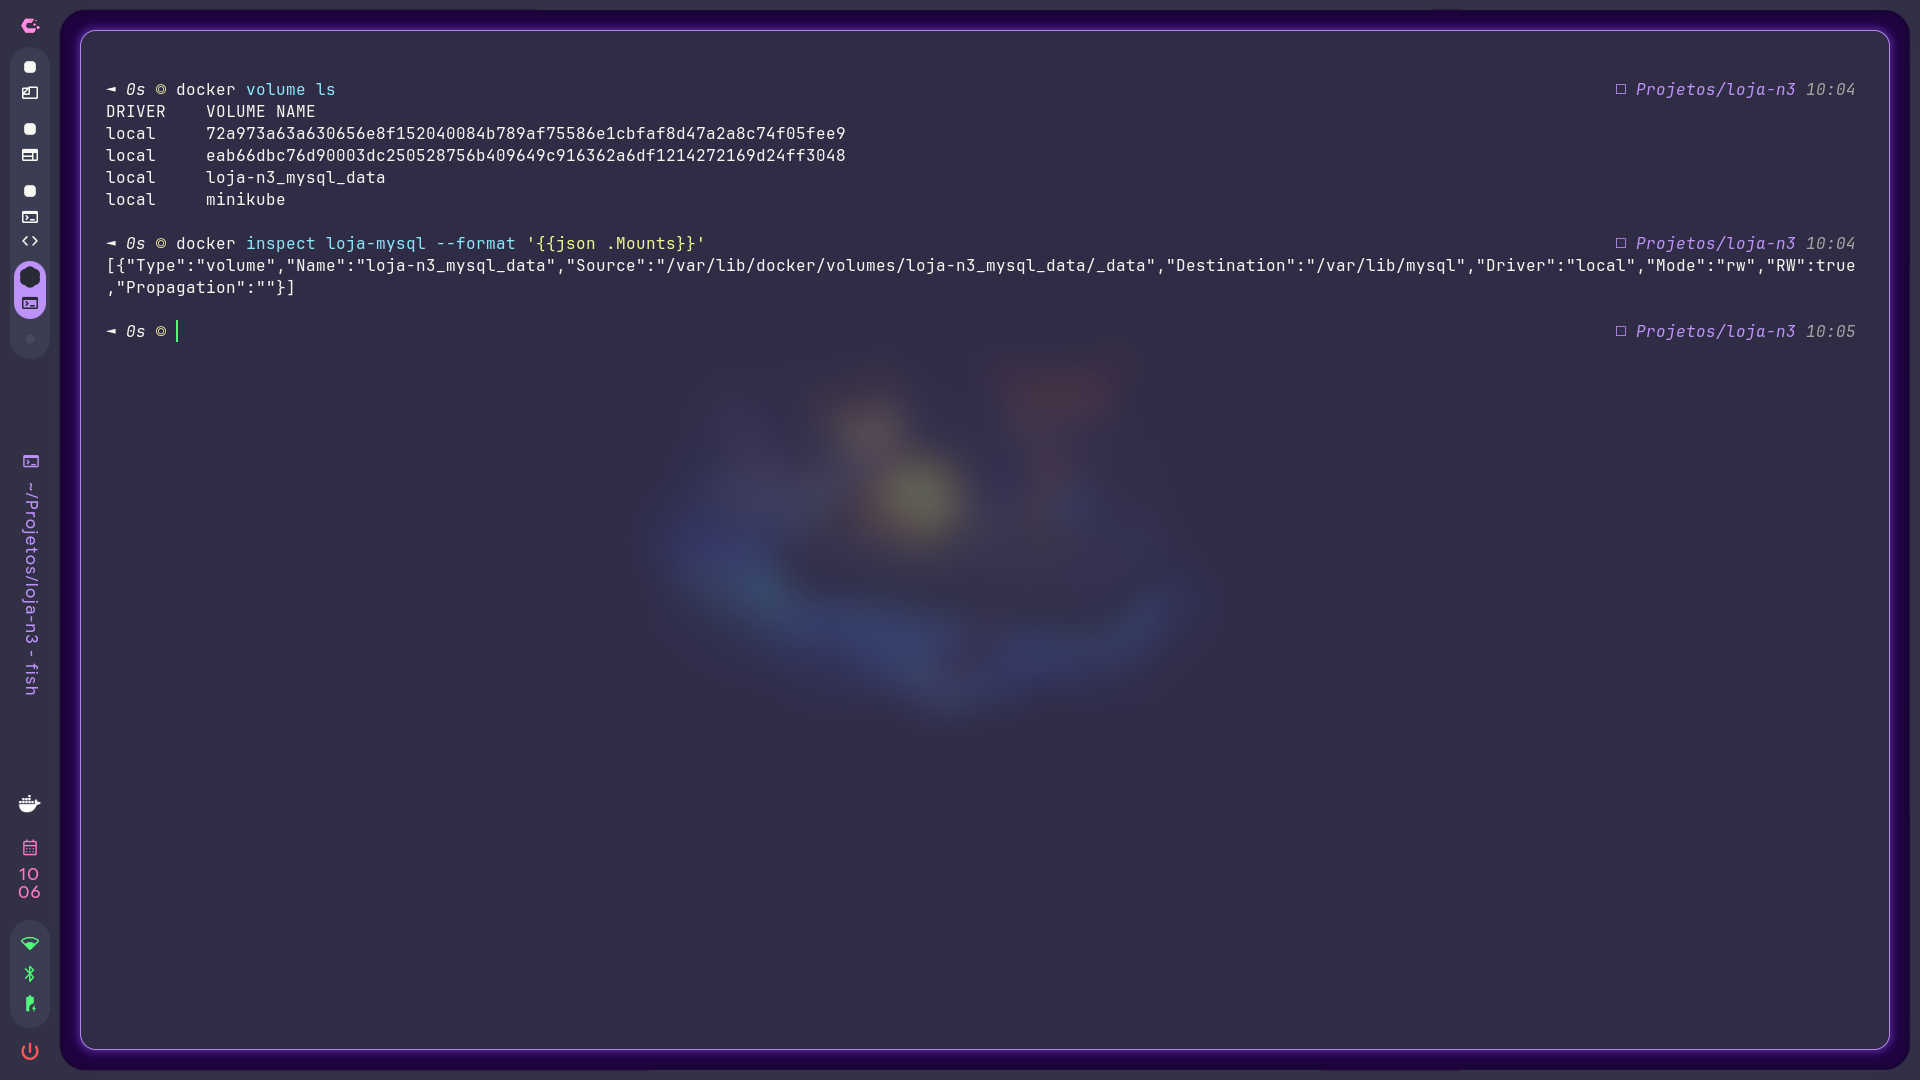 ◄ 0s ◎ docker volume ls □ Projetos/loja-n3 10:04
DRIVER    VOLUME NAME
local     72a973a63a630656e8f152040084b789af75586e1cbfaf8d47a2a8c74f05fee9
local     eab66dbc76d90003dc250528756b409649c916362a6df1214272169d24ff3048
local     loja-n3_mysql_data
local     minikube
◄ 0s ◎ docker inspect loja-mysql --format '{{json .Mounts}}' □ Projetos/loja-n3 10:04
[{"Type":"volume","Name":"loja-n3_mysql_data","Source":"/var/lib/docker/volumes/loja-n3_mysql_data/_data","Destination":"/var/lib/mysql","Driver":"local","Mode":"rw","RW":true
,"Propagation":""}]
◄ 0s ◎ □ Projetos/loja-n3 10:05
~/Projetos/loja-n3 - fish
10
06